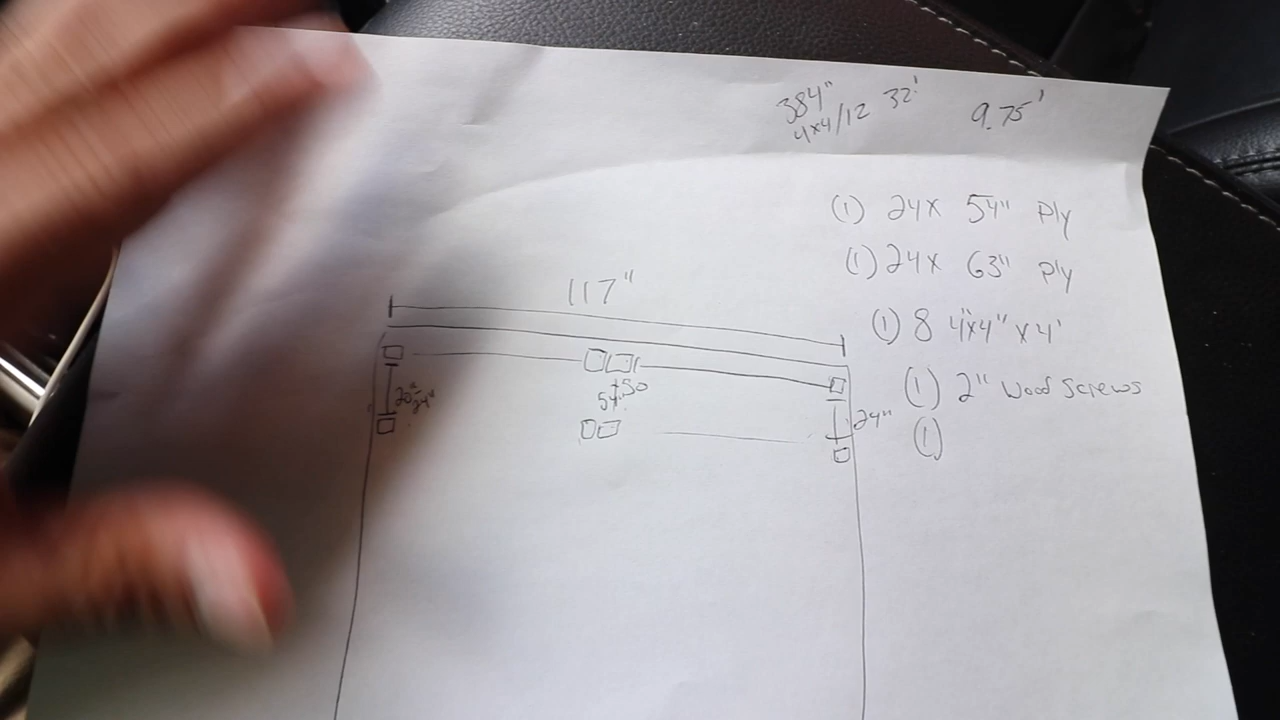 384" 32' 9.75'
4x4/12
(1) 24x 54" Ply
(1) 24x 63" Ply
117"
(1) 8 4"x4" x 4'
(1) 2" Wood Screws
24"
(1)